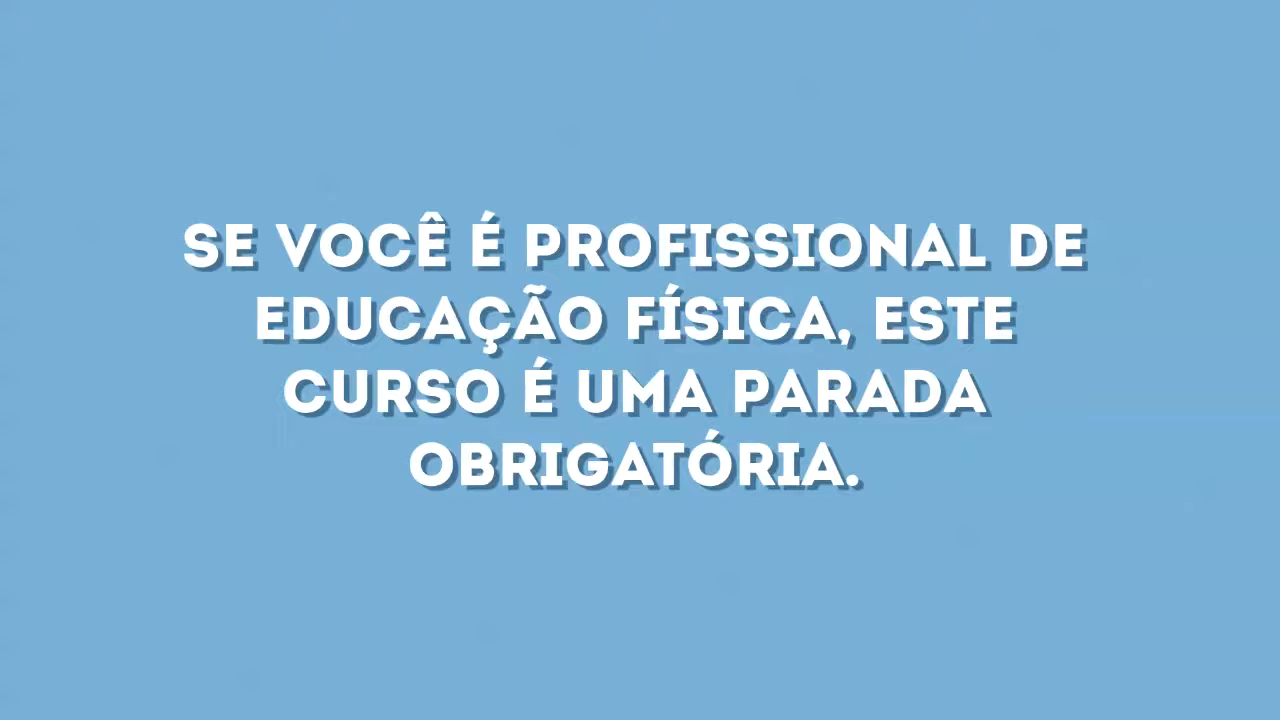 SE VOCÊ É PROFISSIONAL DE
EDUCAÇÃO FÍSICA, ESTE
CURSO É UMA PARADA
OBRIGATÓRIA.